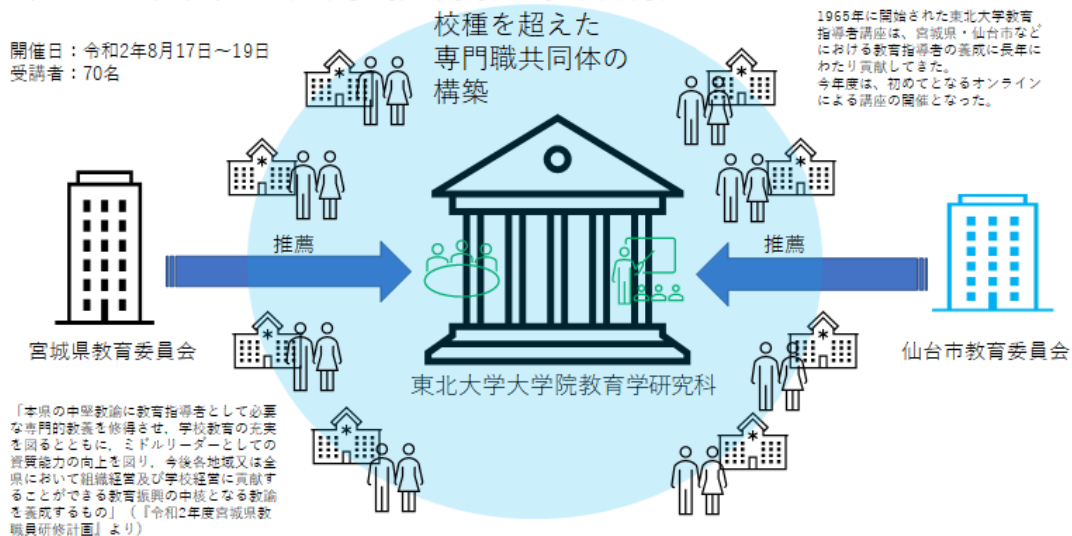 校種を超えた
専門職共同体の
構築
開催日：令和2年8月17日～19日
受講者：70名
1965年に開始された東北大学教育
指導者講座は、宮城県・仙台市など
における教育指導者の養成に長年に
わたり貢献してきた。
今年度は、初めてとなるオンライン
による講座の開催となった。
推薦
推薦
宮城県教育委員会
東北大学大学院教育学研究科
仙台市教育委員会
「本県の中堅教諭に教育指導者として必要
な専門的教養を修得させ、学校教育の充実
を図るとともに、ミドルリーダーとしての
資質能力の向上を図り、今後各地域又は全
県において組織経営及び学校経営に貢献す
ることができる教育振興の中核となる教諭
を養成するもの」（『令和2年度宮城県教
職員研修計画』より）